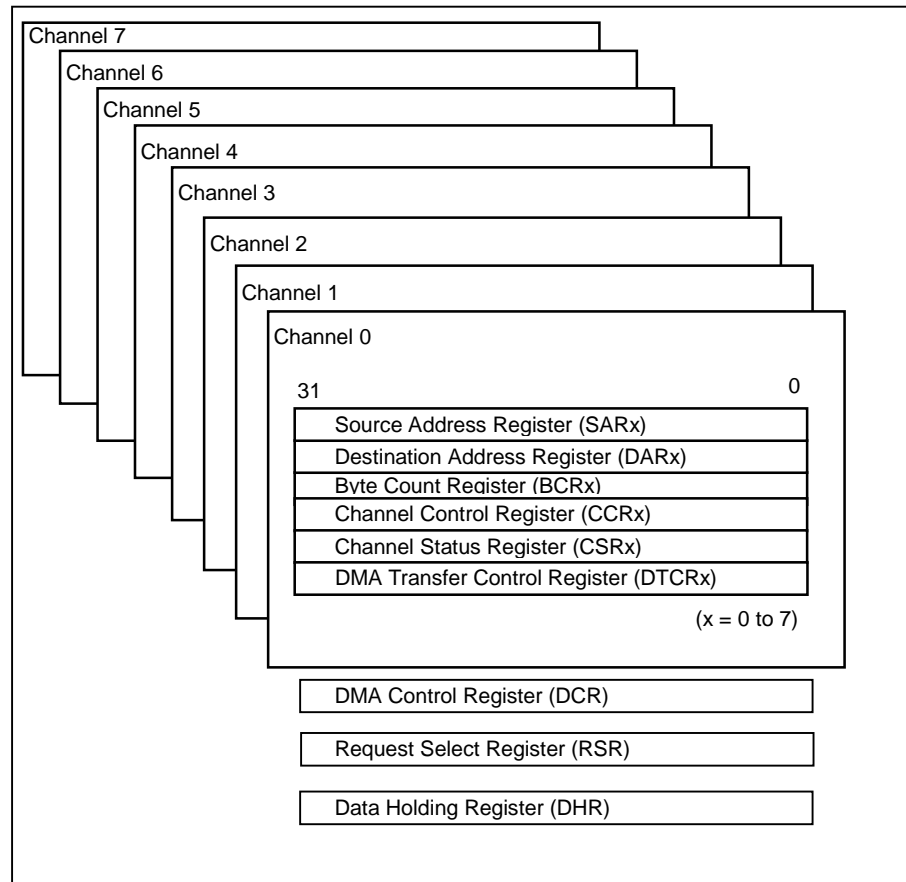 Channel 7
Channel 6
Channel 5
Channel 4
Channel 3
Channel 2
Channel 1
Channel 0
31 0
Source Address Register (SARx)
Destination Address Register (DARx)
Byte Count Register (BCRx)
Channel Control Register (CCRx)
Channel Status Register (CSRx)
DMA Transfer Control Register (DTCRx)
(x = 0 to 7)
DMA Control Register (DCR)
Request Select Register (RSR)
Data Holding Register (DHR)